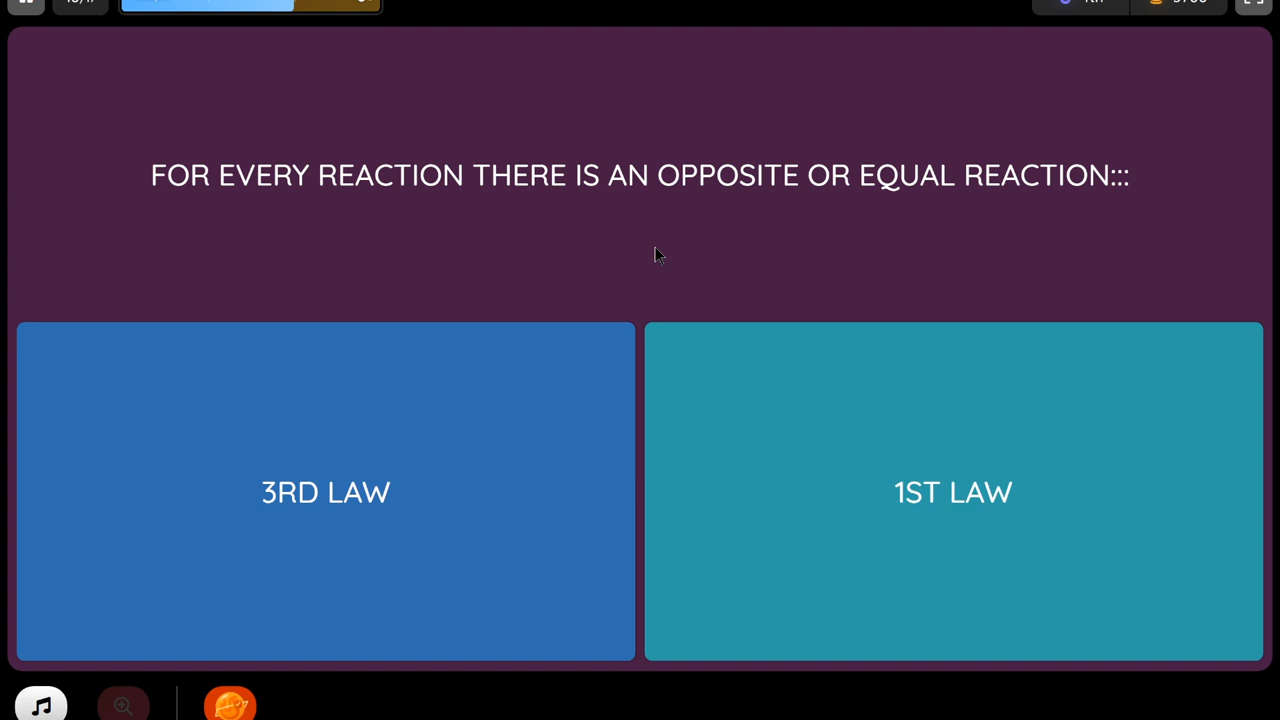 FOR EVERY REACTION THERE IS AN OPPOSITE OR EQUAL REACTION:::
3RD LAW
1ST LAW